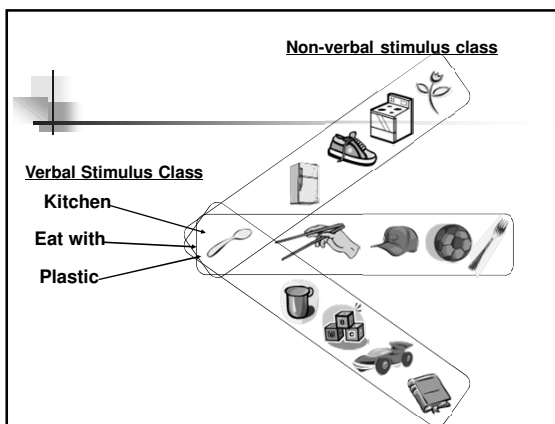 Non-verbal stimulus class
Verbal Stimulus Class
Kitchen
Eat with
Plastic